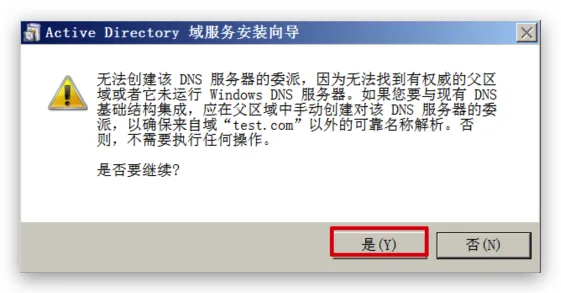 Active Directory 域服务安装向导
无法创建该 DNS 服务器的委派，因为无法找到有权威的父区
域或者它未运行 Windows DNS 服务器。如果您要与现有 DNS
基础结构集成，应在父区域中手动创建对该 DNS 服务器的委
派，以确保来自域“test.com”以外的可靠名称解析。否
则，不需要执行任何操作。
是否要继续?
是(Y)
否(N)